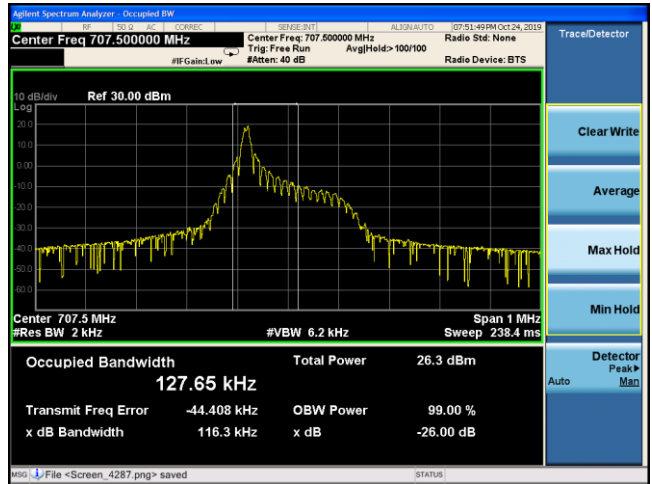 Agilent Spectrum Analyzer - Occupied BW
RF 50 Ω AC CORREC SENSE:INT ALIGNAUTO 07:51:49PM Oct 24, 2019
Center Freq 707.500000 MHz
Center Freq: 707.500000 MHz
Radio Std: None
Trig: Free Run Avg|Hold:> 100/100
#IFGain:Low #Atten: 40 dB Radio Device: BTS
Trace/Detector
10 dB/div Ref 30.00 dBm
Log
20.0
10.0
0.00
-10.0
-20.0
-30.0
-40.0
-50.0
-60.0
Center 707.5 MHz Span 1 MHz
#Res BW 2 kHz #VBW 6.2 kHz Sweep 238.4 ms
Clear Write
Average
Max Hold
Min Hold
Detector
Peak▶
Auto Man
Occupied Bandwidth Total Power 26.3 dBm
127.65 kHz
Transmit Freq Error -44.408 kHz OBW Power 99.00 %
x dB Bandwidth 116.3 kHz x dB -26.00 dB
MSG File <Screen_4287.png> saved STATUS